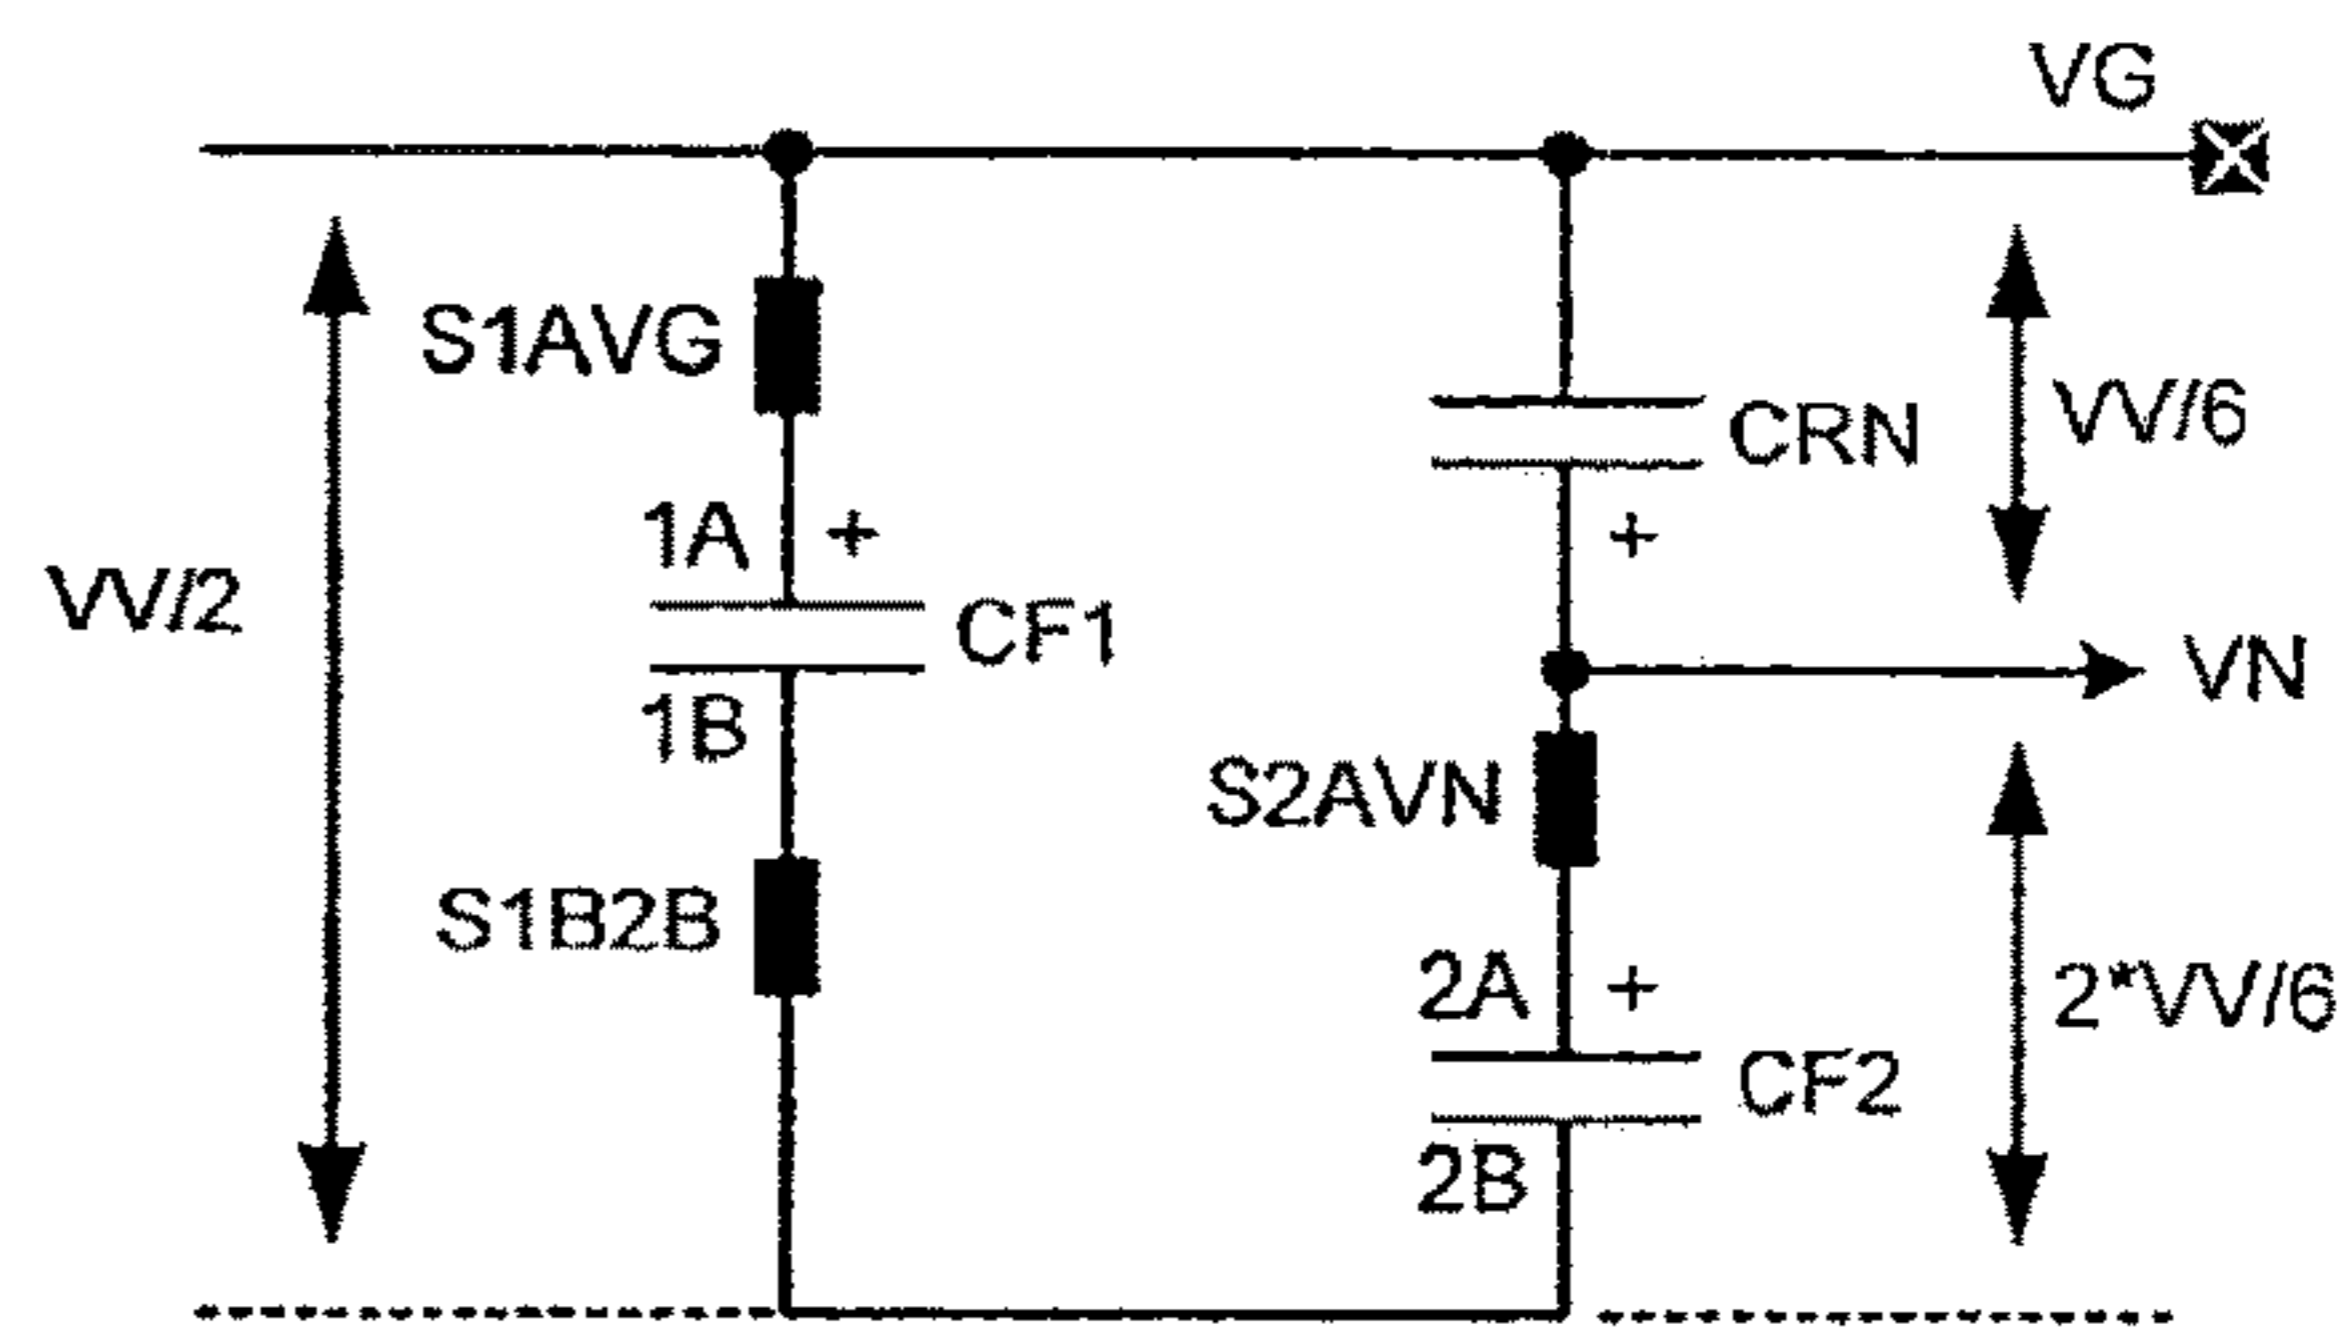 VG
S1AVG
CRN
VV/6
1A +
+
VV/2
CF1
VN
1B
S2AVN
S1B2B
2A +
2*VV/6
CF2
2B